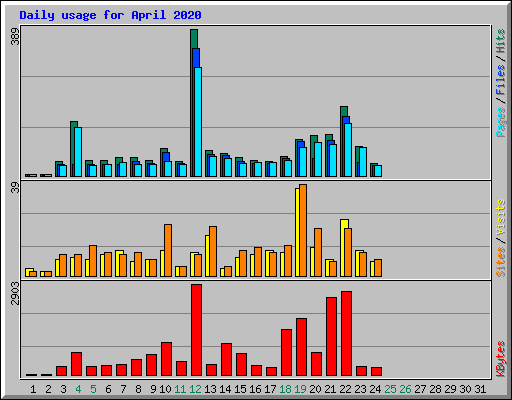 Daily usage for April 2020
389
Pages / Files / Hits
39
Sites / Visits
2903
KBytes
1 2 3 4 5 6 7 8 9 10 11 12 13 14 15 16 17 18 19 20 21 22 23 24 25 26 27 28 29 30 31